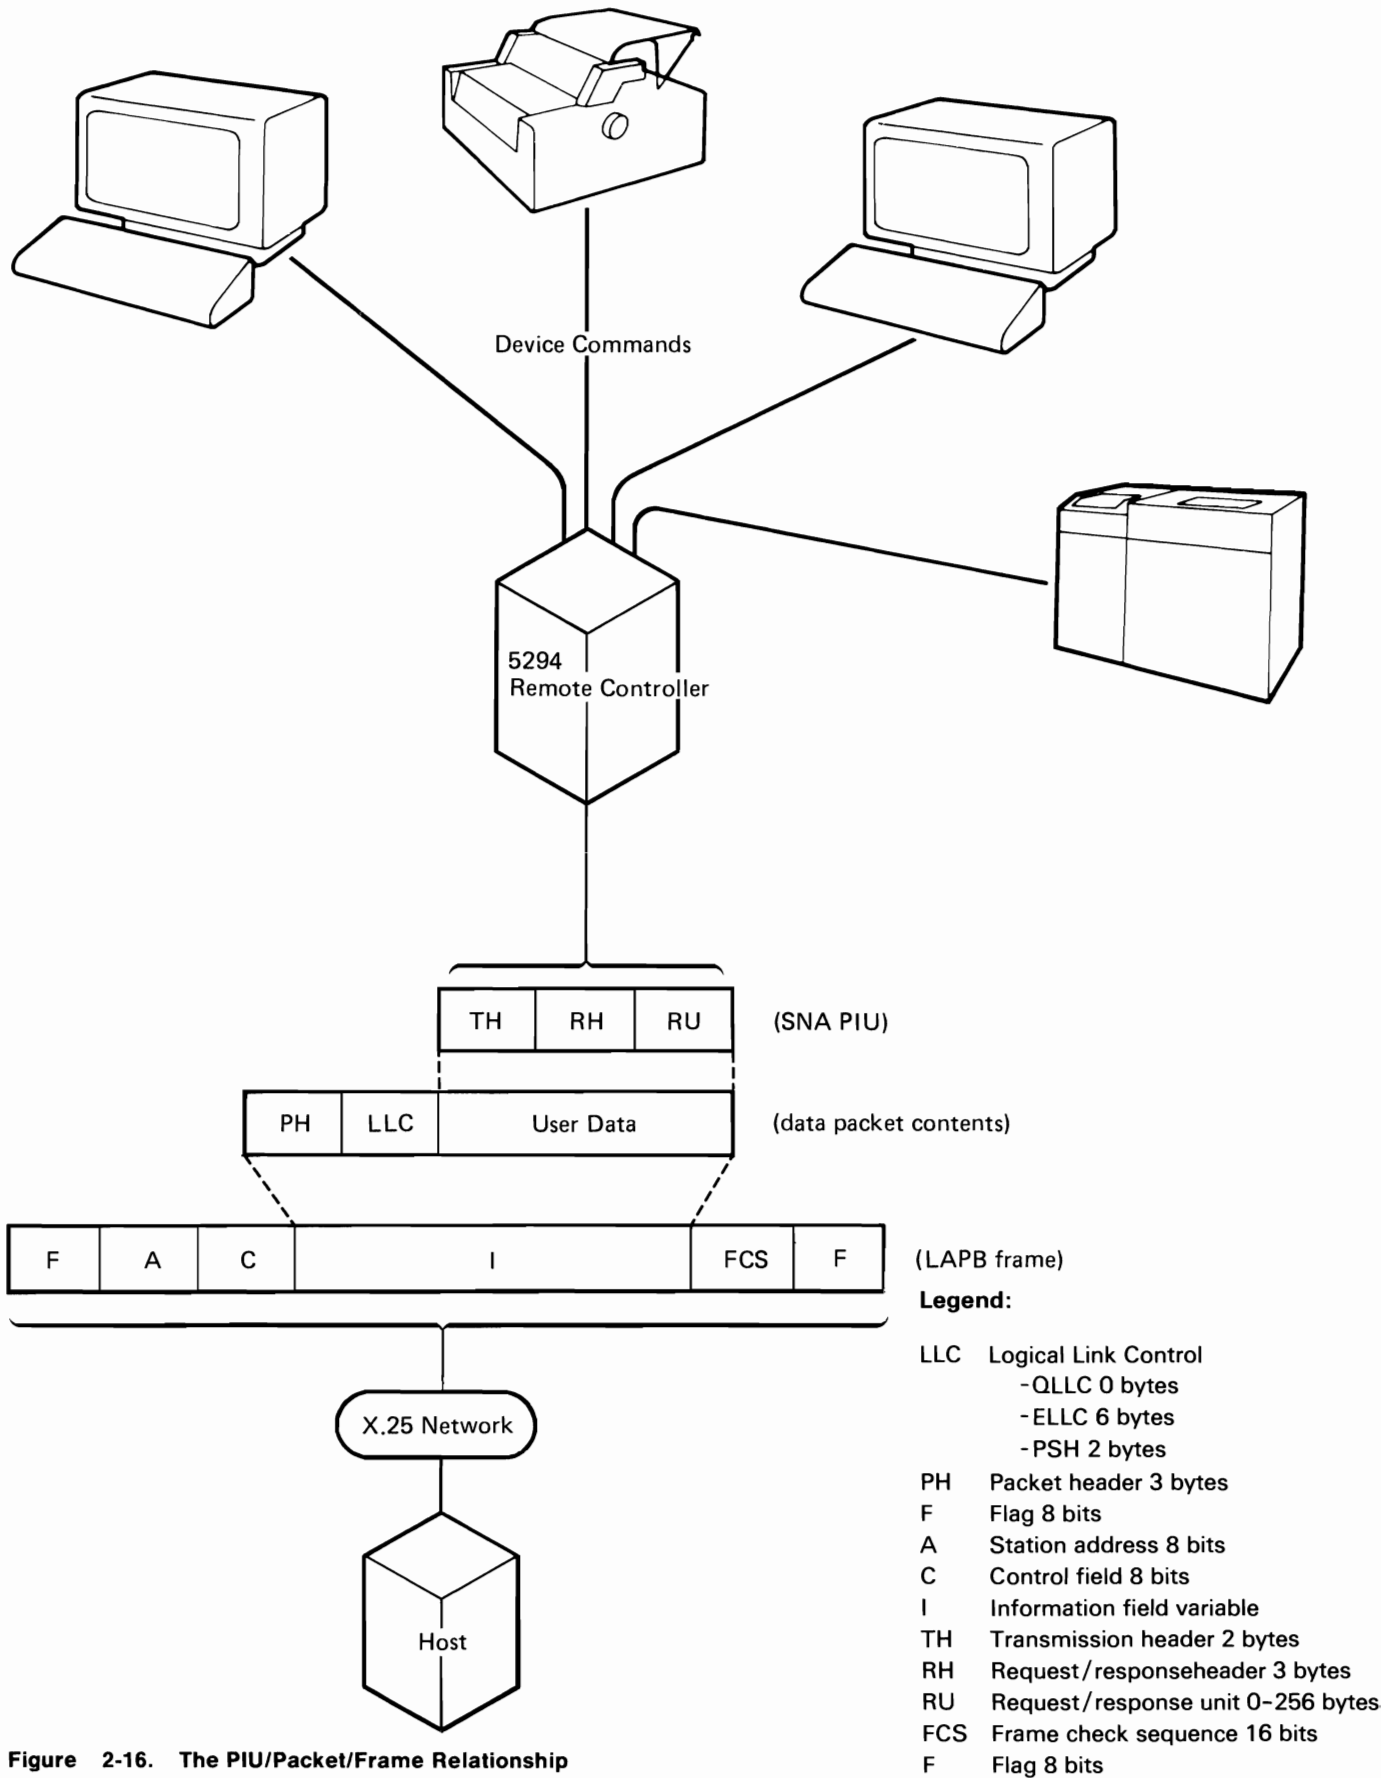 Device Commands
5294
Remote Controller
TH RH RU (SNA PIU)
PH LLC User Data (data packet contents)
F A C I FCS F (LAPB frame)
Legend:
LLC Logical Link Control
-QLLC 0 bytes
-ELLC 6 bytes
-PSH 2 bytes
PH Packet header 3 bytes
F Flag 8 bits
A Station address 8 bits
C Control field 8 bits
I Information field variable
TH Transmission header 2 bytes
RH Request/responseheader 3 bytes
RU Request/response unit 0-256 bytes
FCS Frame check sequence 16 bits
F Flag 8 bits
X.25 Network
Host
Figure 2-16. The PIU/Packet/Frame Relationship